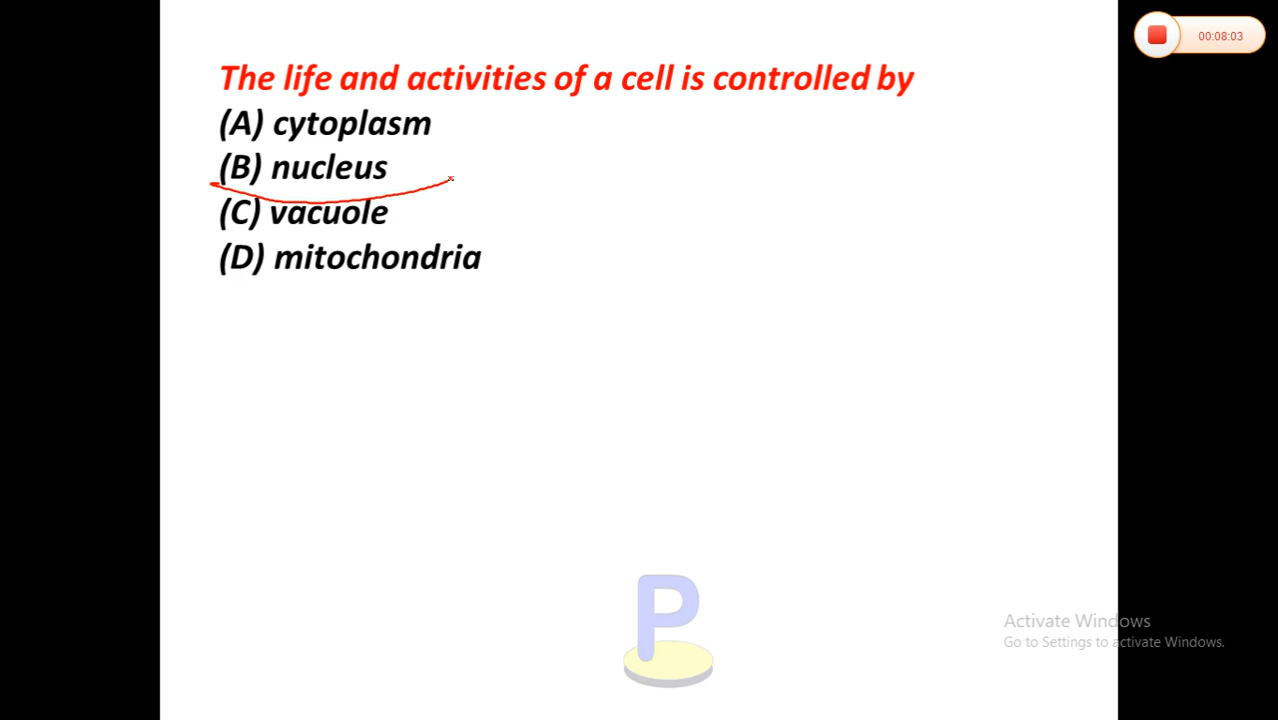 00:08:03
The life and activities of a cell is controlled by
(A) cytoplasm
(B) nucleus
(C) vacuole
(D) mitochondria
P
Activate Windows
Go to Settings to activate Windows.